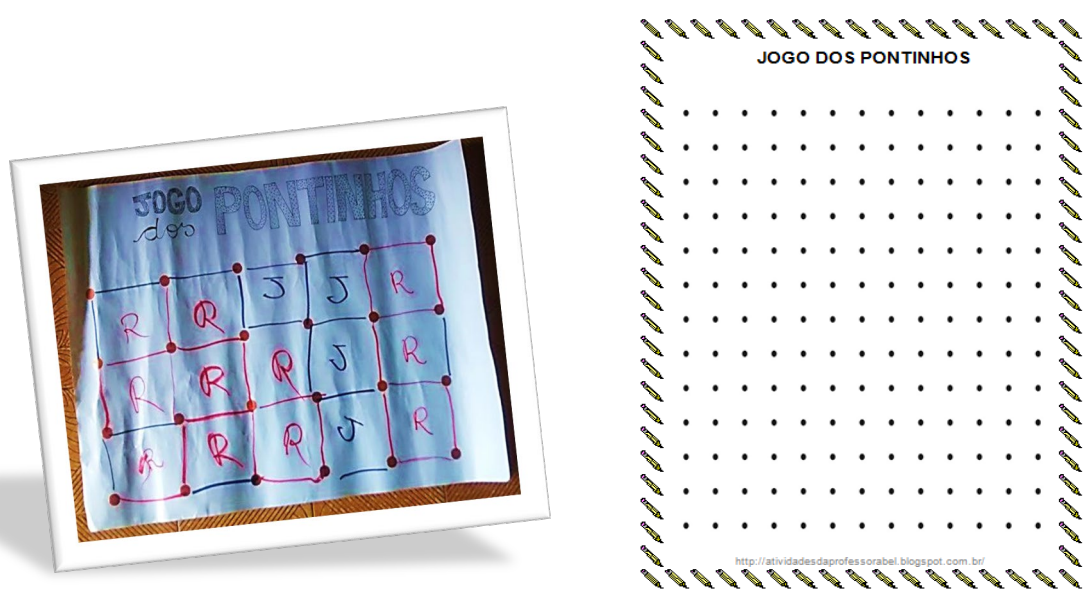 JOGO PONTINHOS
dos
J J R
R R
J R
R R R
J R
R R R
JOGO DOS PONTINHOS
http://atividadesdaprofessorabel.blogspot.com.br/